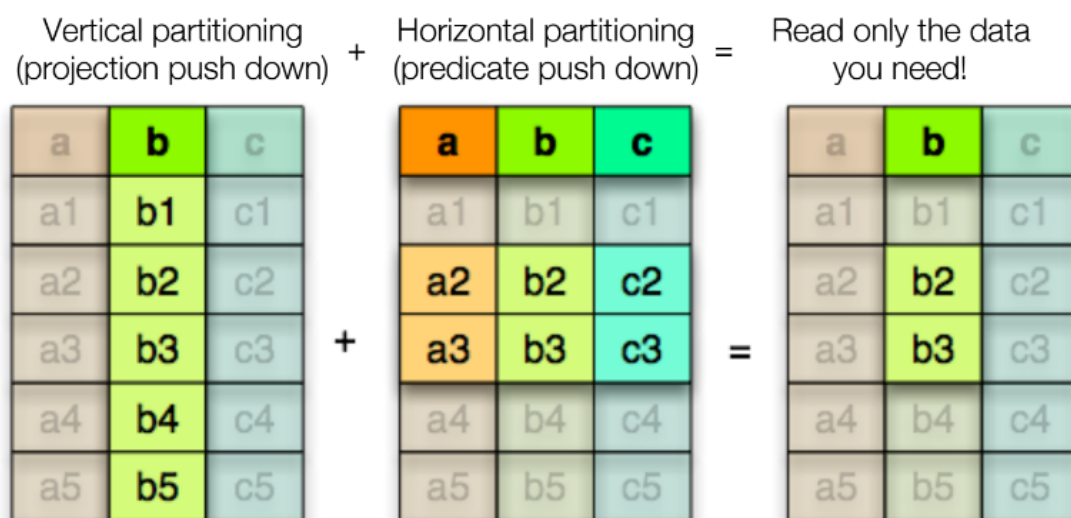 Vertical partitioning
(projection push down)
+
Horizontal partitioning
(predicate push down)
=
Read only the data
you need!
a b c
a1 b1 c1
a2 b2 c2
a3 b3 c3
a4 b4 c4
a5 b5 c5
+
a b c
a1 b1 c1
a2 b2 c2
a3 b3 c3
a4 b4 c4
a5 b5 c5
=
a b c
a1 b1 c1
a2 b2 c2
a3 b3 c3
a4 b4 c4
a5 b5 c5